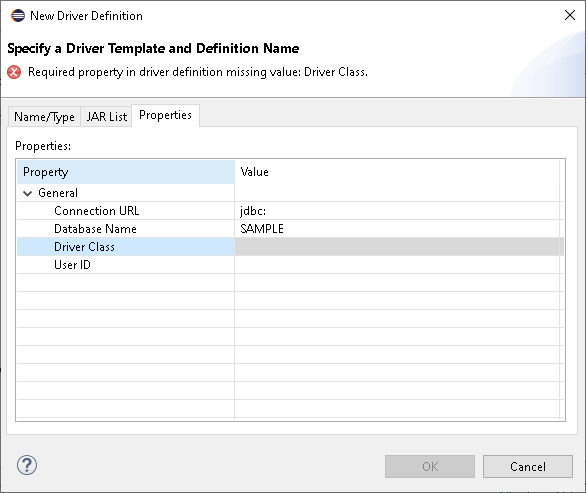 New Driver Definition
Specify a Driver Template and Definition Name
Required property in driver definition missing value: Driver Class.
Name/Type JAR List Properties
Properties:
Property Value
General
Connection URL jdbc:
Database Name SAMPLE
Driver Class
User ID
OK Cancel